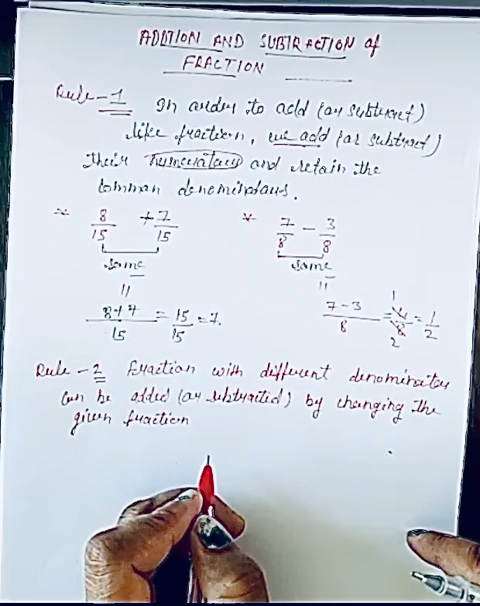 ADDTION AND SUBTRACTION of
FRACTION
Rule-1 In order to add (or subtract)
like fraction, we add (or subtract)
their numerators and retain the
common denominators.
* 8/15 + 7/15 * 7/8 - 3/8
same same
= =
8+7/15 = 15/15 = 1. 7-3/8 = 4/8 = 1/2
1
2
Rule-2 Fraction with different denominator
can be added (or subtracted) by changing the
given fraction